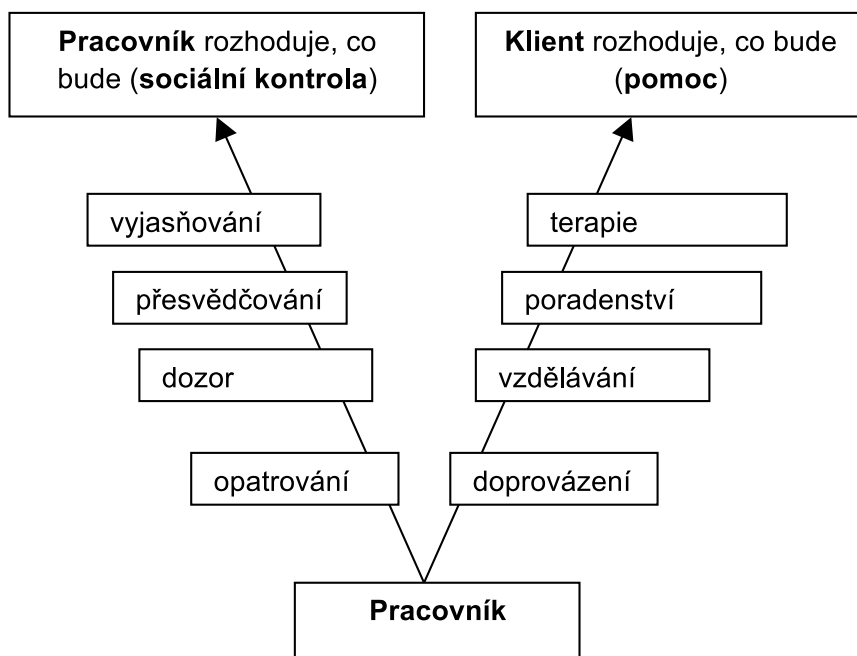 Pracovník rozhoduje, co
bude (sociální kontrola)
Klient rozhoduje, co bude
(pomoc)
vyjasňování
terapie
přesvědčování
poradenství
dozor
vzdělávání
opatrování
doprovázení
Pracovník